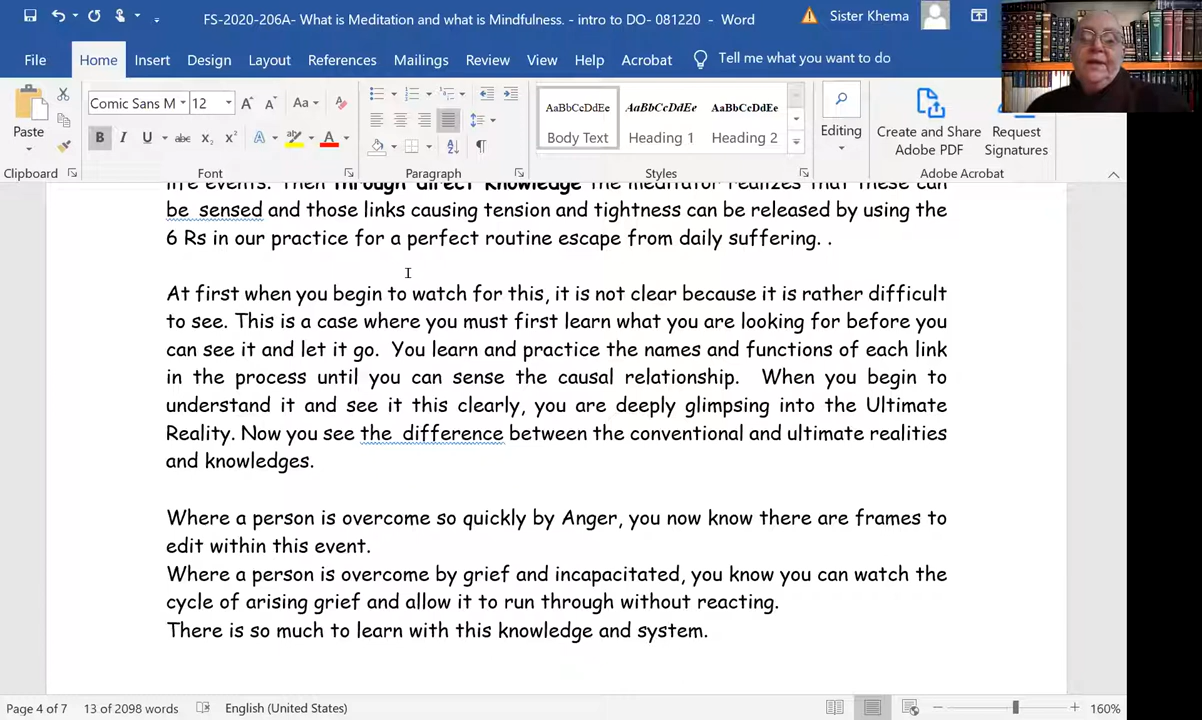 FS-2020-206A- What is Meditation and what is Mindfulness. - intro to DO- 081220 - Word
Sister Khema
File Home Insert Design Layout References Mailings Review View Help Acrobat Tell me what you want to do
Paste
Clipboard
Comic Sans M 12
Font
Paragraph
AaBbCcDdEe AaBbCcDdEe AaBbCcDdEe
Body Text Heading 1 Heading 2
Styles
Editing
Create and Share Adobe PDF
Request Signatures
Adobe Acrobat
life events. Then through direct knowledge the meditator realizes that these can
be  sensed and those links causing tension and tightness can be released by using the
6 Rs in our practice for a perfect routine escape from daily suffering. .
At first when you begin to watch for this, it is not clear because it is rather difficult
to see. This is a case where you must first learn what you are looking for before you
can see it and let it go.  You learn and practice the names and functions of each link
in the process until you can sense the causal relationship.  When you begin to
understand it and see it this clearly, you are deeply glimpsing into the Ultimate
Reality. Now you see the  difference between the conventional and ultimate realities
and knowledges.
Where a person is overcome so quickly by Anger, you now know there are frames to
edit within this event.
Where a person is overcome by grief and incapacitated, you know you can watch the
cycle of arising grief and allow it to run through without reacting.
There is so much to learn with this knowledge and system.
Page 4 of 7 13 of 2098 words English (United States) 160%